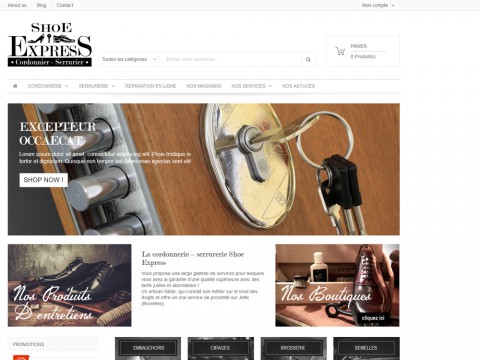 About us Blog Contact Mon compte
SHOE
EXPRESS
• Cordonnier - Serrurier •
Toutes les catégories
PANIER
0 Produit(s)
CORDONNERIE SERRURERIE RÉPARATION EN LIGNE NOS MAGASINS NOS SERVICES NOS ASTUCES
EXCEPTEUR
OCCAECAT
Lorem ipsum dolor sit amet, consectetur adipiscing elit. Proin tristique in
tortor et dignissim. Quisque non tempor leo. Maecenas egestas sem elit
SHOP NOW !
Nos Produits
D'entretiens
La cordonnerie – serrurerie Shoe
Express
Vous propose une large gamme de services pour lesquels
vous avez la garantie d'une qualité supérieure avec des
tarifs justes et abordables !
Un artisan fiable, qui connait son métier sur le bout des
doigts et offre un vrai service de proximité sur Jette
(Bruxelles).
Nos Boutiques
cliquez ici
PROMOTIONS
EMBAUCHOIRS CIRAGES BROSSERIE SEMELLES